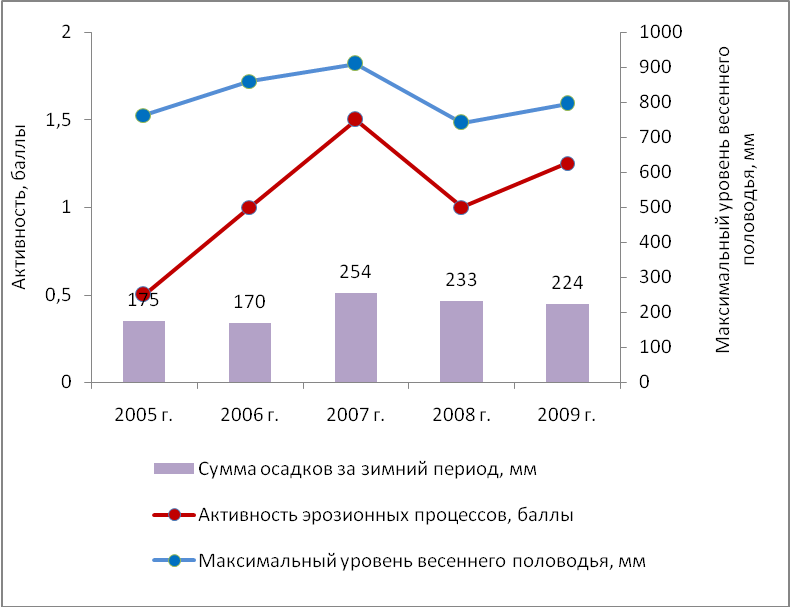 2
1,5
1
0,5
0
Активность, баллы
1000
900
800
700
600
500
400
300
200
100
0
Максимальный уровень весеннего
половодья, мм
175
170
254
233
224
2005 г.
2006 г.
2007 г.
2008 г.
2009 г.
Сумма осадков за зимний период, мм
Активность эрозионных процессов, баллы
Максимальный уровень весеннего половодья, мм